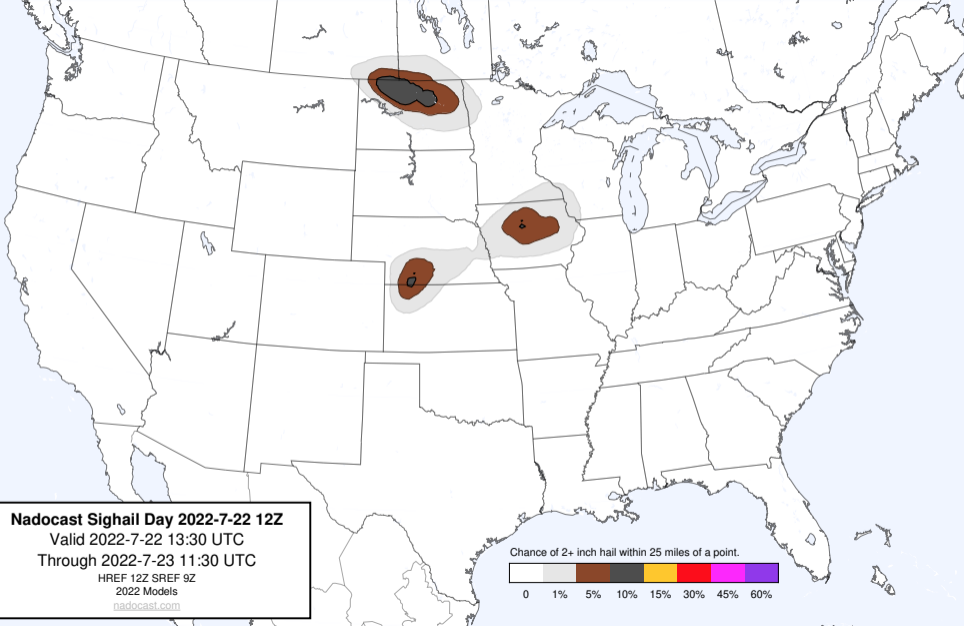 Nadocast Sighail Day 2022-7-22 12Z
Valid 2022-7-22 13:30 UTC
Through 2022-7-23 11:30 UTC
HREF 12Z SREF 9Z
2022 Models
nadocast.com
Chance of 2+ inch hail within 25 miles of a point.
0 1% 5% 10% 15% 30% 45% 60%